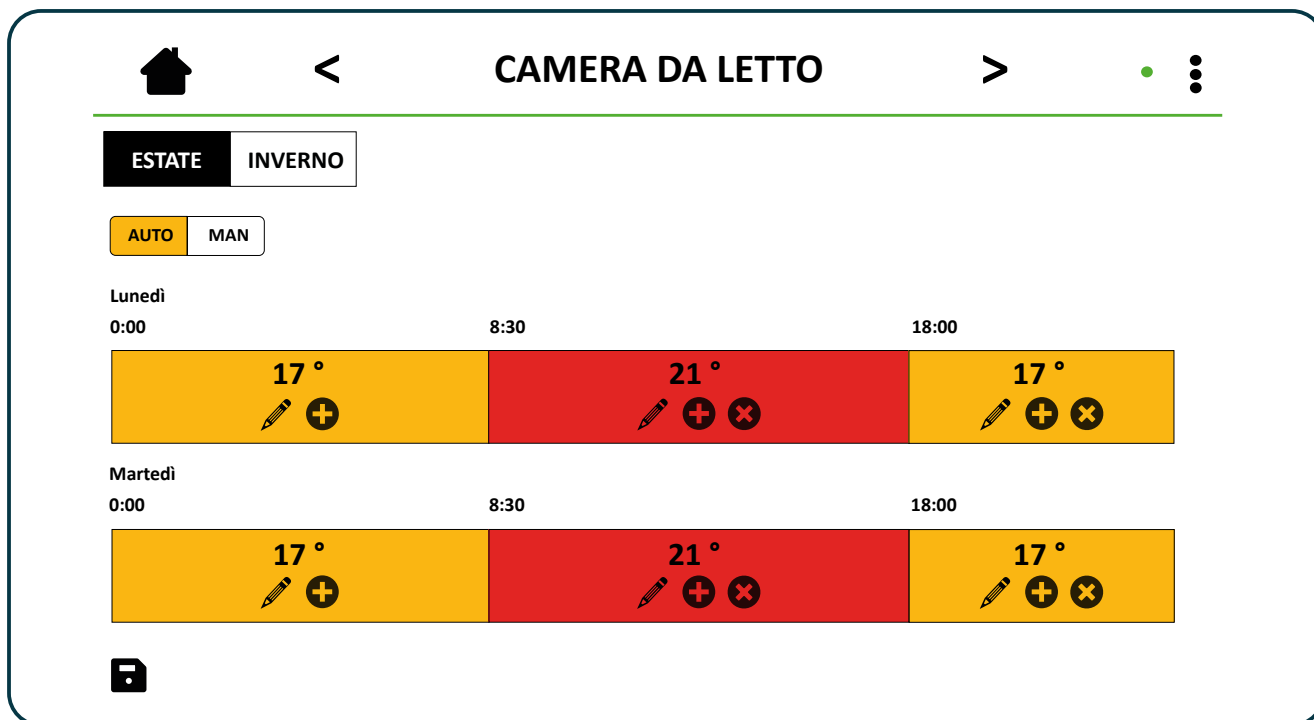 < CAMERA DA LETTO >
ESTATE INVERNO
AUTO MAN
Lunedì
0:00 8:30 18:00
17 ° 21 ° 17 °
Martedì
0:00 8:30 18:00
17 ° 21 ° 17 °